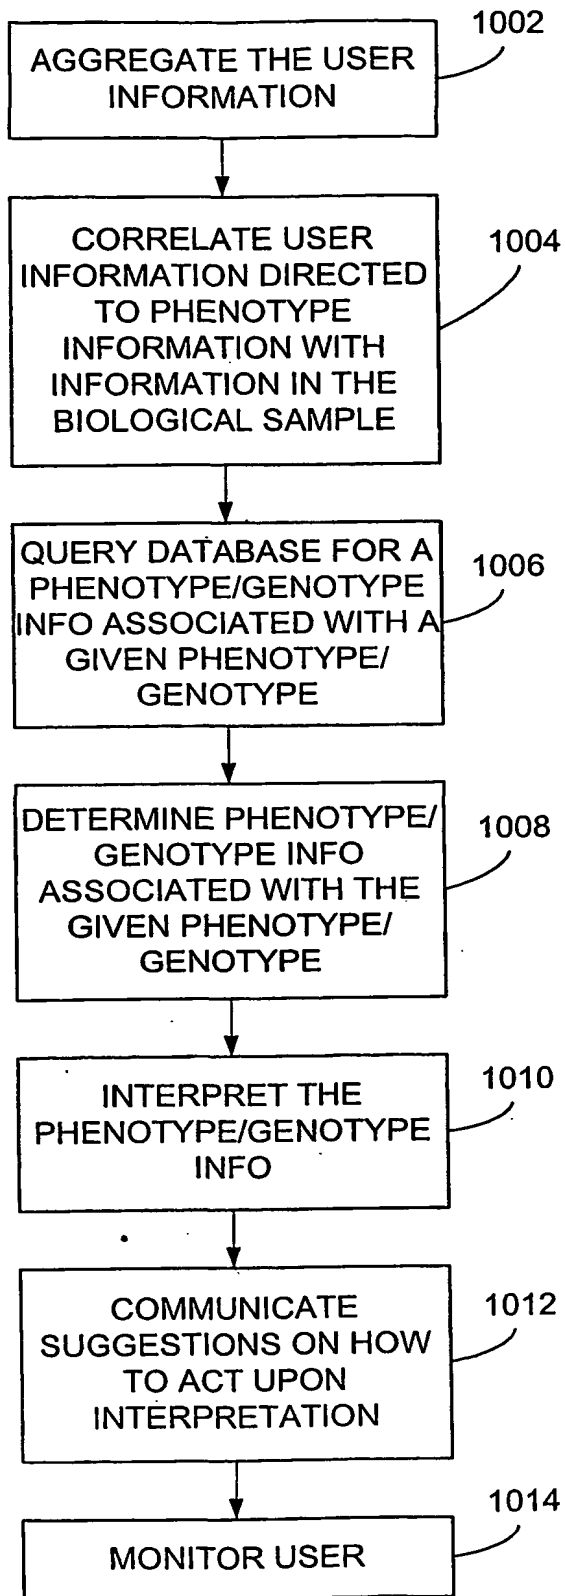 1002
AGGREGATE THE USER
INFORMATION
1004
CORRELATE USER
INFORMATION DIRECTED
TO PHENOTYPE
INFORMATION WITH
INFORMATION IN THE
BIOLOGICAL SAMPLE
1006
QUERY DATABASE FOR A
PHENOTYPE/GENOTYPE
INFO ASSOCIATED WITH A
GIVEN PHENOTYPE/
GENOTYPE
1008
DETERMINE PHENOTYPE/
GENOTYPE INFO
ASSOCIATED WITH THE
GIVEN PHENOTYPE/
GENOTYPE
1010
INTERPRET THE
PHENOTYPE/GENOTYPE
INFO
1012
COMMUNICATE
SUGGESTIONS ON HOW
TO ACT UPON
INTERPRETATION
1014
MONITOR USER